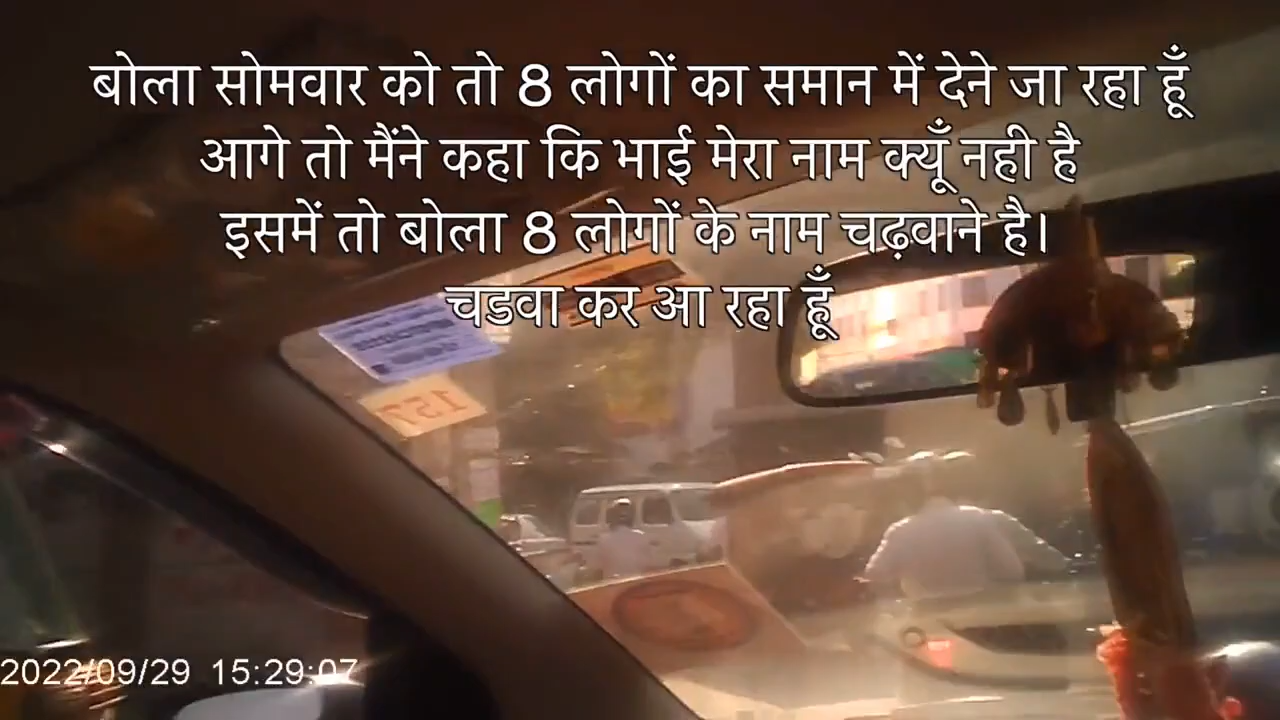 बोला सोमवार को तो 8 लोगों का समान में देने जा रहा हूँ
आगे तो मैंने कहा कि भाई मेरा नाम क्यूँ नही है
इसमें तो बोला 8 लोगों के नाम चढ़वाने है।
चडवा कर आ रहा हूँ
157
2022/09/29 15:29:07